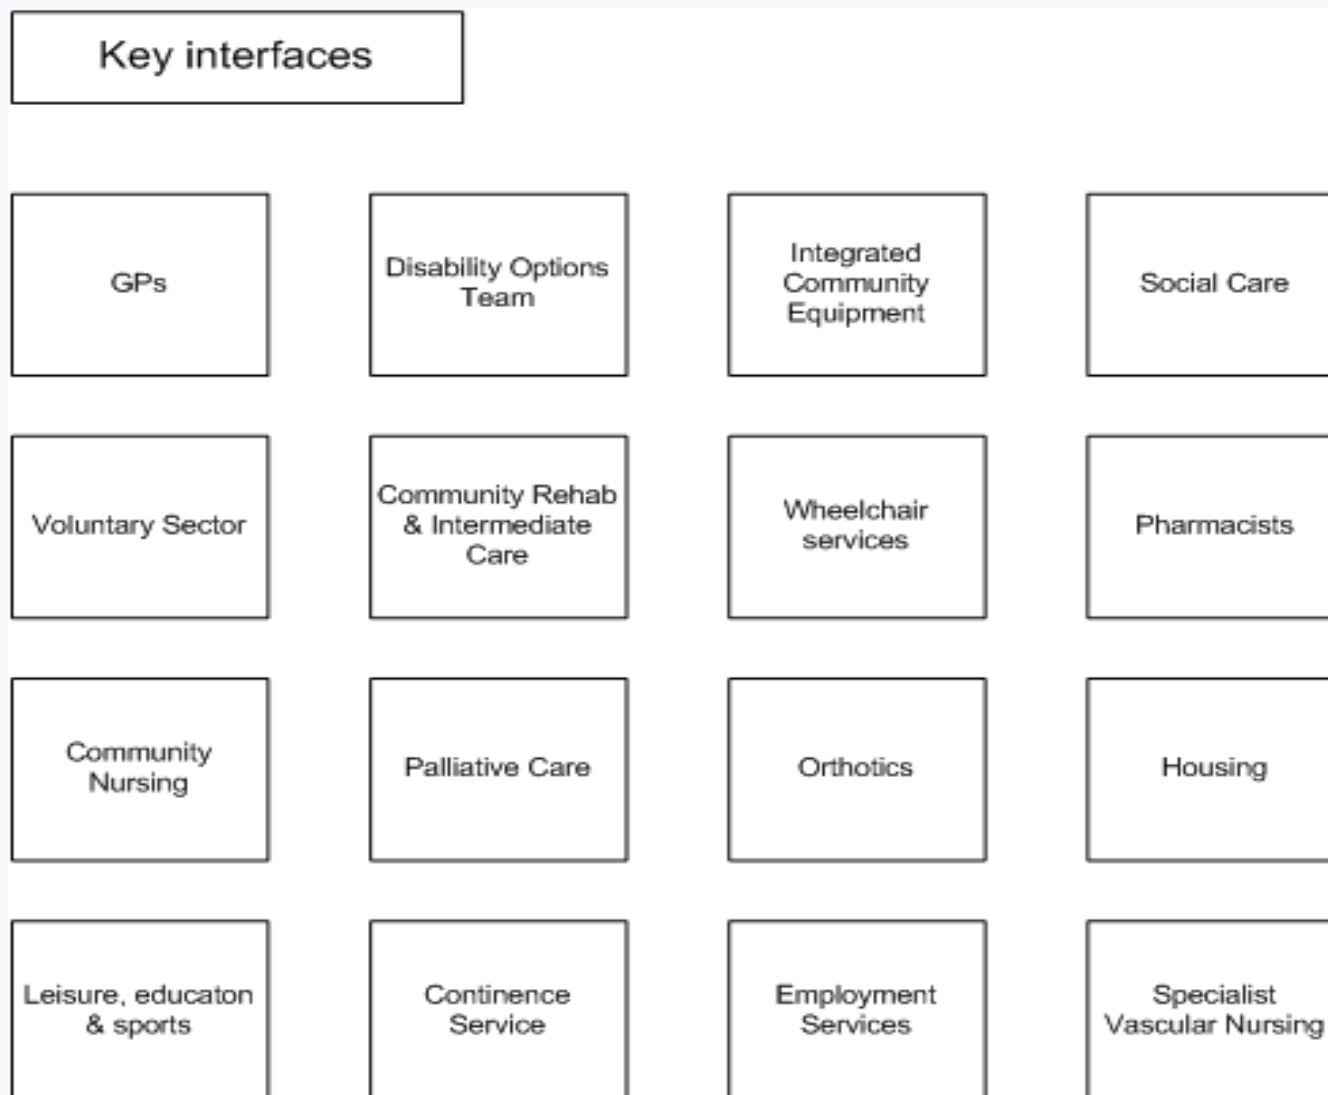 Key interfaces
GPs
Disability Options
Team
Integrated
Community
Equipment
Social Care
Voluntary Sector
Community Rehab
& Intermediate
Care
Wheelchair
services
Pharmacists
Community
Nursing
Palliative Care
Orthotics
Housing
Leisure, educaton
& sports
Continence
Service
Employment
Services
Specialist
Vascular Nursing